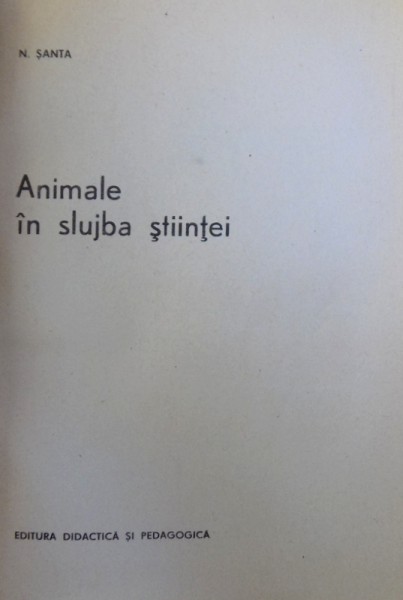 N. ȘANTA
Animale
în slujba științei
EDITURA DIDACTICĂ ȘI PEDAGOGICĂ